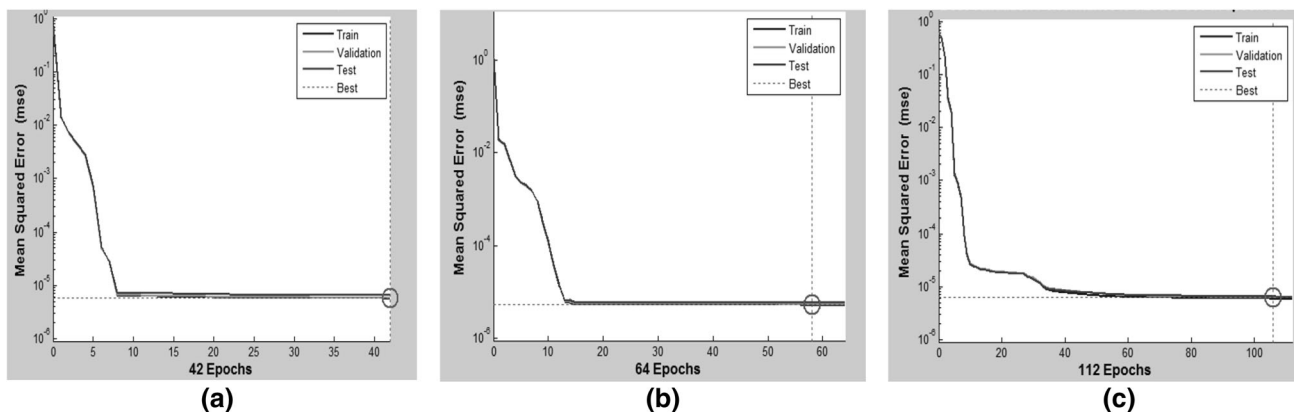 Mean Squared Error (mse)
10^0
10^-1
10^-2
10^-3
10^-4
10^-5
10^-6
Train
Validation
Test
Best
0 5 10 15 20 25 30 35 40
42 Epochs
(a)
Mean Squared Error (mse)
10^0
10^-2
10^-4
10^-6
Train
Validation
Test
Best
0 10 20 30 40 50 60
64 Epochs
(b)
Mean Squared Error (mse)
10^0
10^-1
10^-2
10^-3
10^-4
10^-5
10^-6
Train
Validation
Test
Best
0 20 40 60 80 100
112 Epochs
(c)